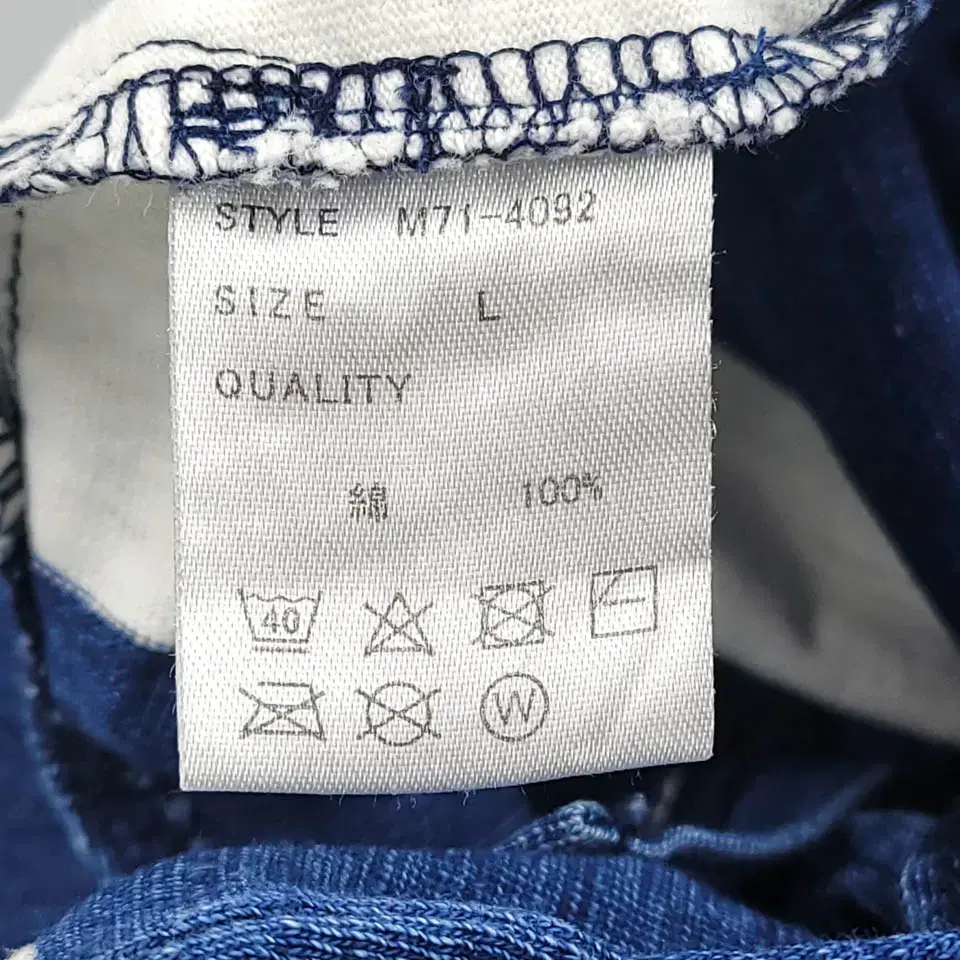 STYLE M71-4092
SIZE L
QUALITY
綿 100%
40
W